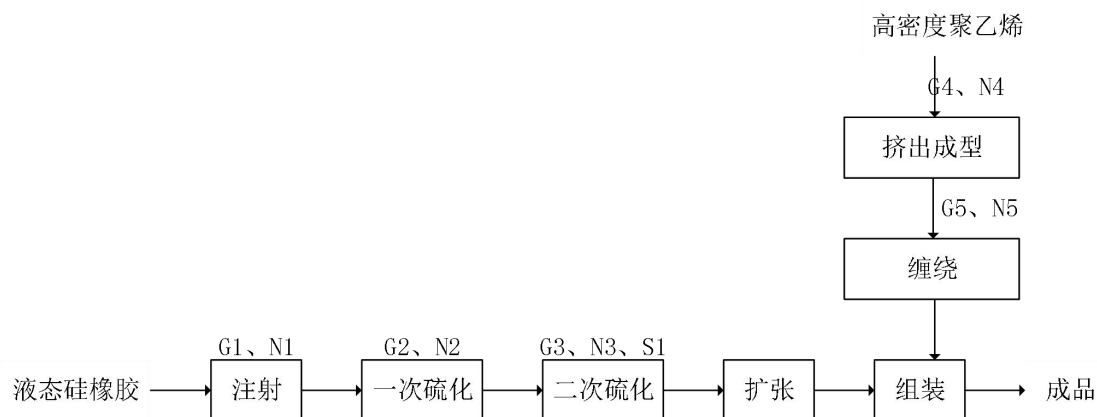 高密度聚乙烯
G4、N4
挤出成型
G5、N5
缠绕
G1、N1
G2、N2
G3、N3、S1
液态硅橡胶
注射
一次硫化
二次硫化
扩张
组装
成品